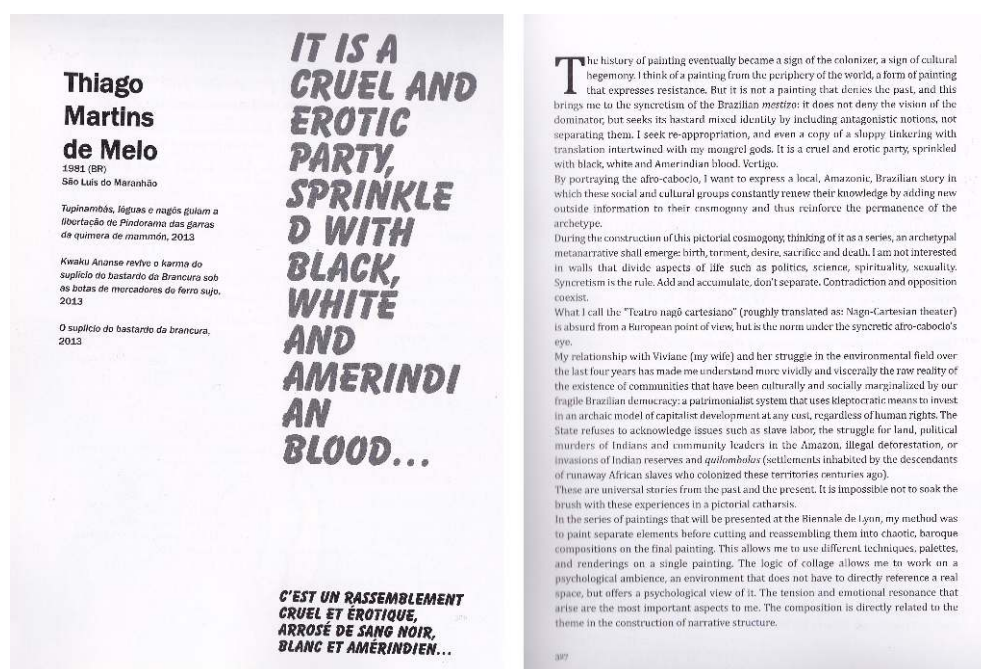 Thiago
Martins
de Melo
1981 (BR)
São Luis do Maranhão
Tupinambás, léguas e nagôs guiam a
libertação de Pindorama das garras
da quimera de mammón, 2013
Kwaku Ananse revive o karma do
suplício do bastardo da Brancura sob
as botas de mercadores do ferro sujo,
2013
O suplício do bastardo da brancura,
2013
IT IS A
CRUEL AND
EROTIC
PARTY,
SPRINKLE
D WITH
BLACK,
WHITE
AND
AMERINDI
AN
BLOOD...
C'EST UN RASSEMBLEMENT
CRUEL ET ÉROTIQUE,
ARROSÉ DE SANG NOIR,
BLANC ET AMÉRINDIEN...
The history of painting eventually became a sign of the colonizer, a sign of cultural
hegemony. I think of a painting from the periphery of the world, a form of painting
that expresses resistance. But it is not a painting that denies the past, and this
brings me to the syncretism of the Brazilian mestizo: it does not deny the vision of the
dominator, but seeks its bastard mixed identity by including antagonistic notions, not
separating them. I seek re-appropriation, and even a copy of a sloppy tinkering with
translation intertwined with my mongrel gods. It is a cruel and erotic party, sprinkled
with black, white and Amerindian blood. Vertigo.
By portraying the afro-caboclo, I want to express a local, Amazonic, Brazilian story in
which these social and cultural groups constantly renew their knowledge by adding new
outside information to their cosmogony and thus reinforce the permanence of the
archetype.
During the construction of this pictorial cosmogony, thinking of it as a series, an archetypal
metanarrative shall emerge: birth, torment, desire, sacrifice and death. I am not interested
in walls that divide aspects of life such as politics, science, spirituality, sexuality.
Syncretism is the rule. Add and accumulate, don't separate. Contradiction and opposition
coexist.
What I call the "Teatro nagô cartesiano" (roughly translated as: Nago-Cartesian theater)
is absurd from a European point of view, but is the norm under the syncretic afro-caboclo's
eye.
My relationship with Viviane (my wife) and her struggle in the environmental field over
the last four years has made me understand more vividly and viscerally the raw reality of
the existence of communities that have been culturally and socially marginalized by our
fragile Brazilian democracy: a patrimonialist system that uses kleptocratic means to invest
in an archaic model of capitalist development at any cost, regardless of human rights. The
State refuses to acknowledge issues such as slave labor, the struggle for land, political
murders of Indians and community leaders in the Amazon, illegal deforestation, or
invasions of Indian reserves and quilombolas (settlements inhabited by the descendants
of runaway African slaves who colonized these territories centuries ago).
These are universal stories from the past and the present. It is impossible not to soak the
brush with these experiences in a pictorial catharsis.
In the series of paintings that will be presented at the Biennale de Lyon, my method was
to paint separate elements before cutting and reassembling them into chaotic, baroque
compositions on the final painting. This allows me to use different techniques, palettes,
and renderings on a single painting. The logic of collage allows me to work on a
psychological ambience, an environment that does not have to directly reference a real
space, but offers a psychological view of it. The tension and emotional resonance that
arise are the most important aspects to me. The composition is directly related to the
theme in the construction of narrative structure.